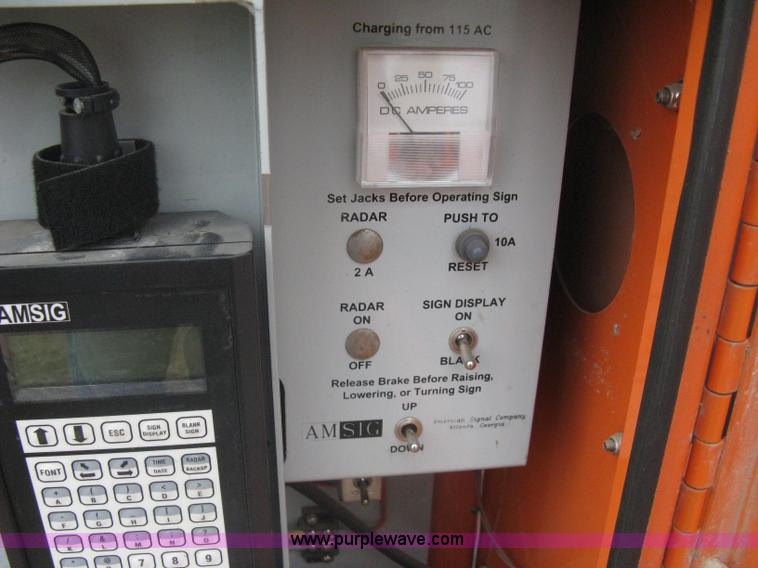 Charging from 115 AC
0 25 50 75 100
DC AMPERES
Set Jacks Before Operating Sign
RADAR
2 A
PUSH TO
10A
RESET
RADAR
ON
OFF
SIGN DISPLAY
ON
BLANK
Release Brake Before Raising,
Lowering, or Turning Sign
UP
DOWN
AMSIG
American Signal Company
Atlanta, Georgia
AMSIG
ESC
SIGN
DISPLAY
BLANK
SIGN
FONT
TIME
DATE
RADAR
BACKSP
A B C D E
F G H I J
K L M N O
7 8 9
www.purplewave.com